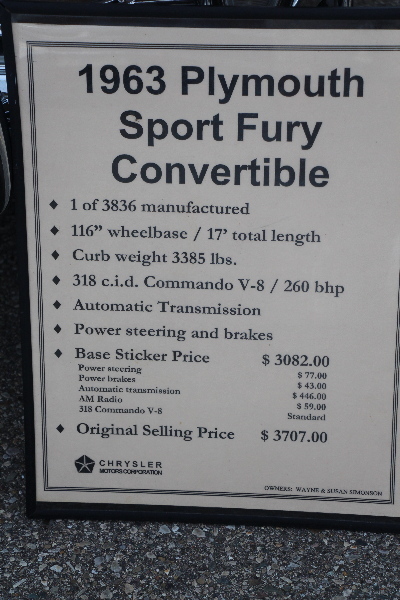 1963 Plymouth
Sport Fury
Convertible
♦ 1 of 3836 manufactured
♦ 116” wheelbase / 17’ total length
♦ Curb weight 3385 lbs.
♦ 318 c.i.d. Commando V-8 / 260 bhp
♦ Automatic Transmission
♦ Power steering and brakes
♦ Base Sticker Price $ 3082.00
Power steering $ 77.00
Power brakes $ 43.00
Automatic transmission $ 446.00
AM Radio $ 59.00
318 Commando V-8 Standard
♦ Original Selling Price $ 3707.00
CHRYSLER
MOTORS CORPORATION
OWNERS: WAYNE & SUSAN SIMONSON